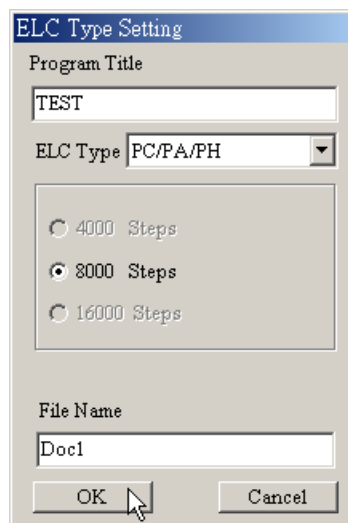 ELC Type Setting
Program Title
TEST
ELC Type PC/PA/PH
4000 Steps
8000 Steps
16000 Steps
File Name
Doc1
OK Cancel